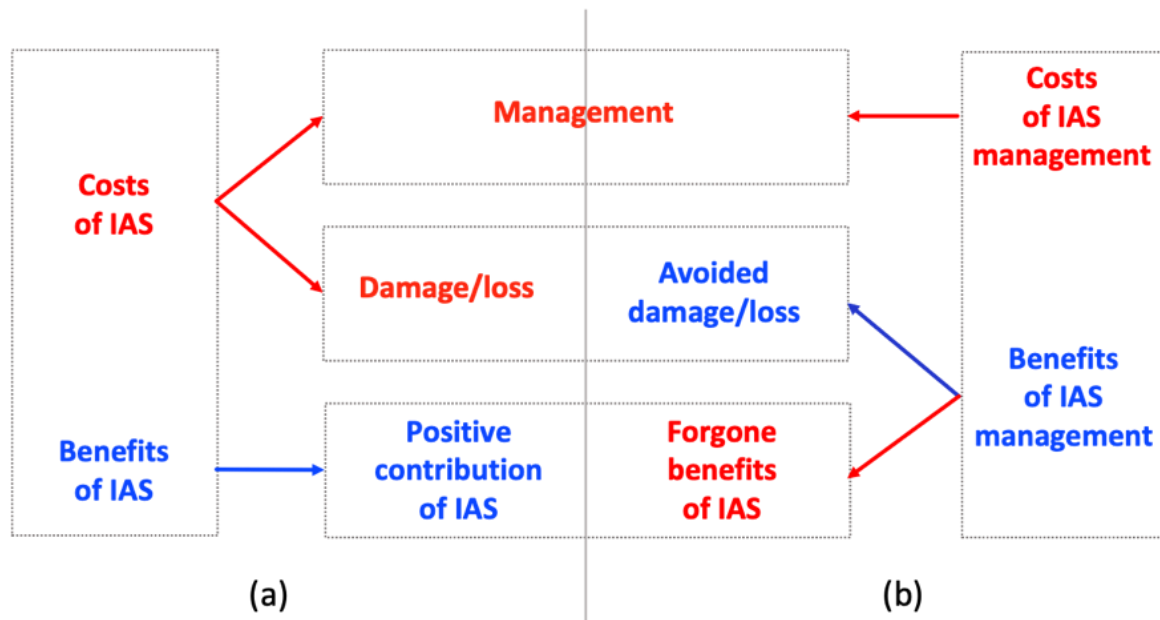 Costs
of IAS
Benefits
of IAS
Management
Damage/loss
Avoided
damage/loss
Positive
contribution
of IAS
Forgone
benefits
of IAS
Costs
of IAS
management
Benefits
of IAS
management
(a)
(b)